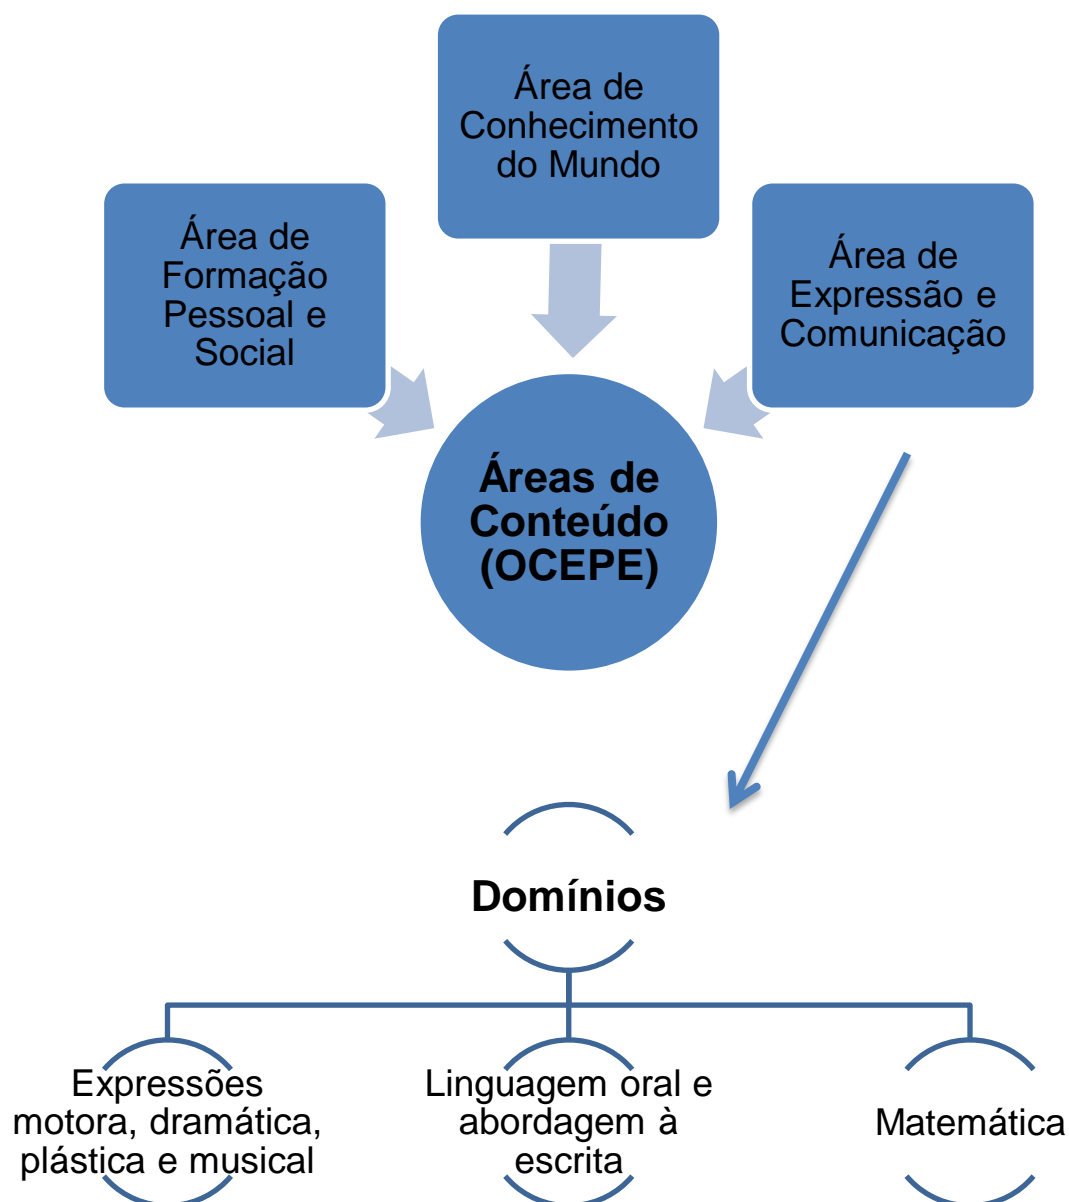 Área de
Conhecimento
do Mundo
Área de
Formação
Pessoal e
Social
Área de
Expressão e
Comunicação
Áreas de
Conteúdo
(OCEPE)
Domínios
Expressões
motora, dramática,
plástica e musical
Linguagem oral e
abordagem à
escrita
Matemática